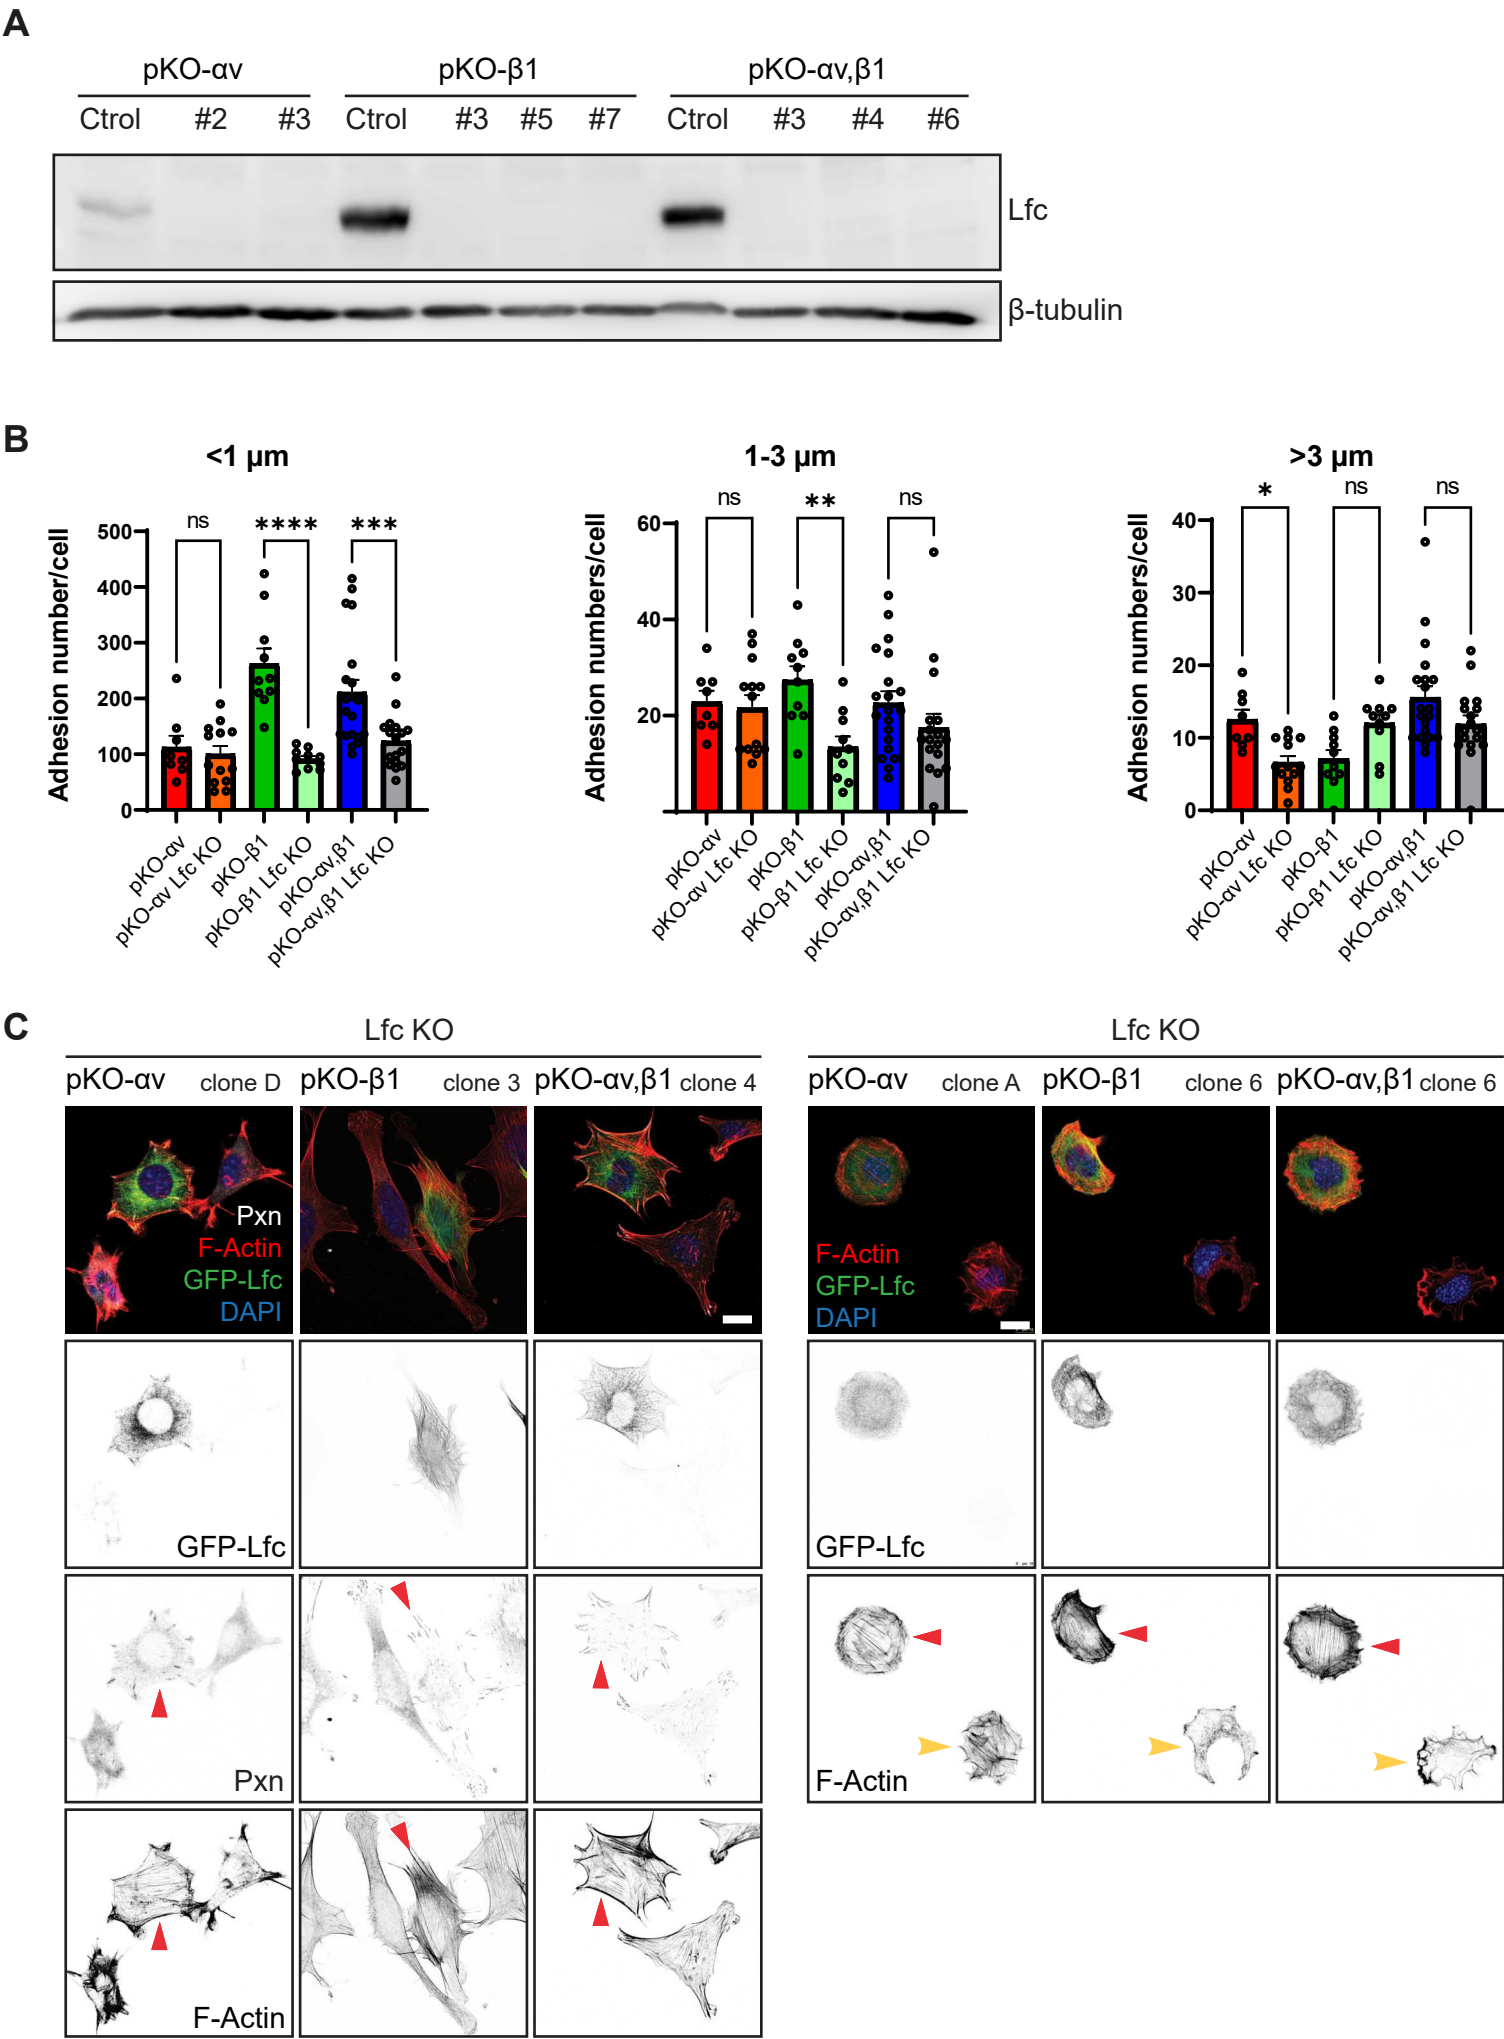 A
pKO-αv pKO-β1 pKO-αv,β1
Ctrol #2 #3 Ctrol #3 #5 #7 Ctrol #3 #4 #6
Lfc
β-tubulin
B
<1 µm
Adhesion number/cell
500
400
300
200
100
0
ns **** ***
pKO-αv
pKO-αv Lfc KO
pKO-β1
pKO-β1 Lfc KO
pKO-αv,β1
pKO-αv,β1 Lfc KO
1-3 µm
Adhesion numbers/cell
60
40
20
ns ** ns
pKO-αv
pKO-αv Lfc KO
pKO-β1
pKO-β1 Lfc KO
pKO-αv,β1
pKO-αv,β1 Lfc KO
>3 µm
Adhesion numbers/cell
40
30
20
10
0
* ns ns
pKO-αv
pKO-αv Lfc KO
pKO-β1
pKO-β1 Lfc KO
pKO-αv,β1
pKO-αv,β1 Lfc KO
C
Lfc KO
pKO-αv clone D pKO-β1 clone 3 pKO-αv,β1 clone 4
Pxn
F-Actin
GFP-Lfc
DAPI
GFP-Lfc
Pxn
F-Actin
Lfc KO
pKO-αv clone A pKO-β1 clone 6 pKO-αv,β1 clone 6
F-Actin
GFP-Lfc
DAPI
GFP-Lfc
F-Actin